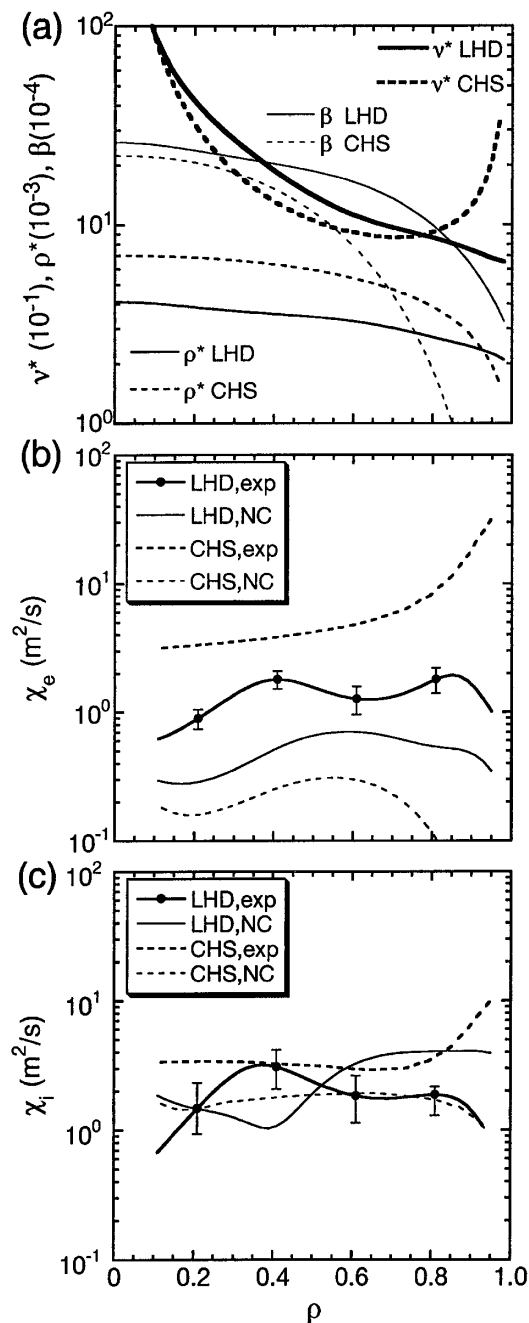 (a)
10²
ν* LHD
ν* CHS
β LHD
β CHS
10¹
ν* (10⁻¹), ρ*(10⁻³), β(10⁻⁴)
ρ* LHD
ρ* CHS
10⁰
(b)
10²
LHD,exp
LHD,NC
CHS,exp
CHS,NC
10¹
χₑ (m²/s)
10⁰
10⁻¹
(c)
10²
LHD,exp
LHD,NC
CHS,exp
CHS,NC
10¹
χᵢ (m²/s)
10⁰
10⁻¹
0 0.2 0.4 0.6 0.8 1.0
ρ